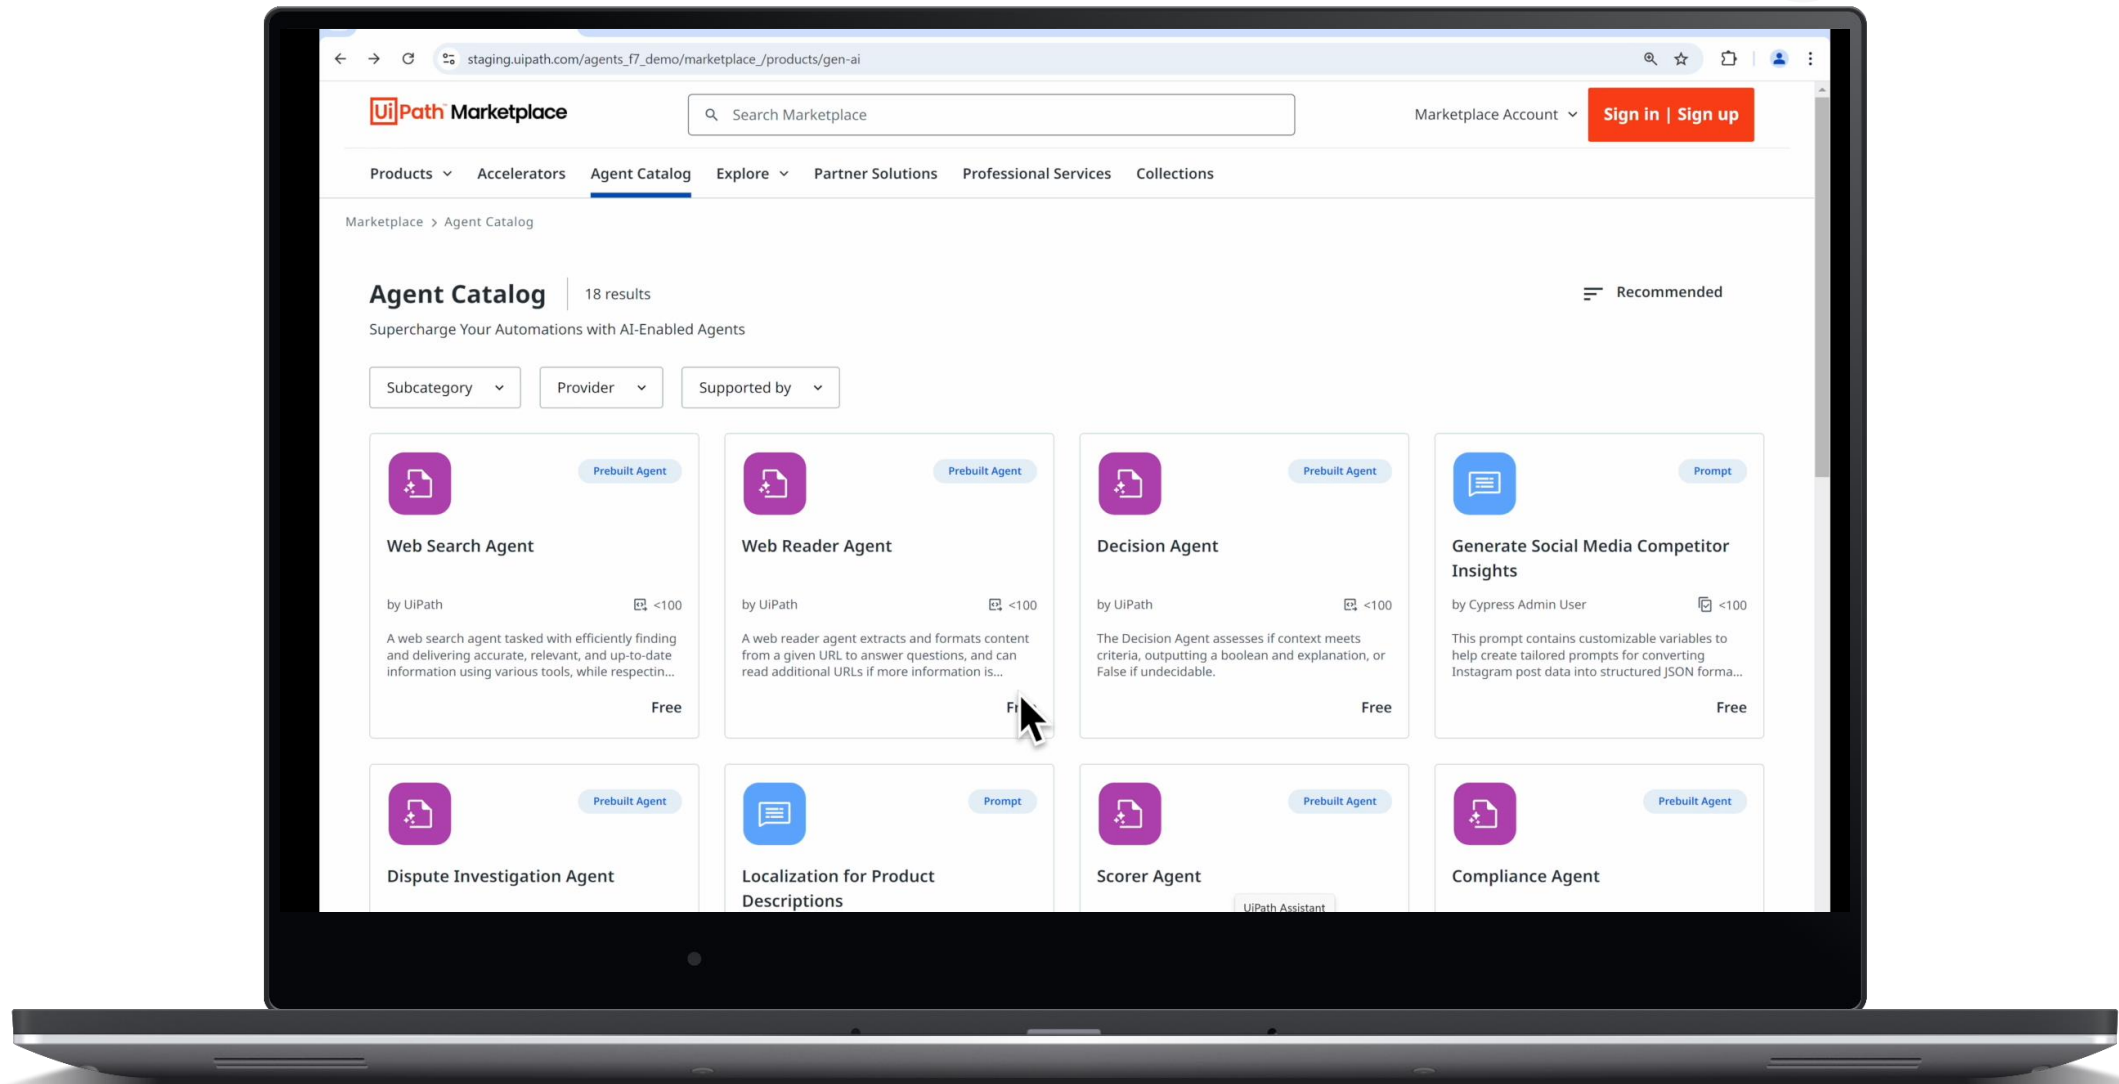 staging.uipath.com/agents_f7_demo/marketplace_/products/gen-ai
UiPath Marketplace
Search Marketplace
Marketplace Account
Sign in | Sign up
Products
Accelerators
Agent Catalog
Explore
Partner Solutions
Professional Services
Collections
Marketplace > Agent Catalog
Agent Catalog
18 results
Recommended
Supercharge Your Automations with AI-Enabled Agents
Subcategory
Provider
Supported by
Prebuilt Agent
Web Search Agent
by UiPath
<100
A web search agent tasked with efficiently finding
and delivering accurate, relevant, and up-to-date
information using various tools, while respectin...
Free
Prebuilt Agent
Web Reader Agent
by UiPath
<100
A web reader agent extracts and formats content
from a given URL to answer questions, and can
read additional URLs if more information is...
Prebuilt Agent
Decision Agent
by UiPath
<100
The Decision Agent assesses if context meets
criteria, outputting a boolean and explanation, or
False if undecidable.
Free
Prompt
Generate Social Media Competitor
Insights
by Cypress Admin User
<100
This prompt contains customizable variables to
help create tailored prompts for converting
Instagram post data into structured JSON forma...
Free
Prebuilt Agent
Dispute Investigation Agent
Prompt
Localization for Product
Descriptions
Prebuilt Agent
Scorer Agent
UiPath Assistant
Prebuilt Agent
Compliance Agent